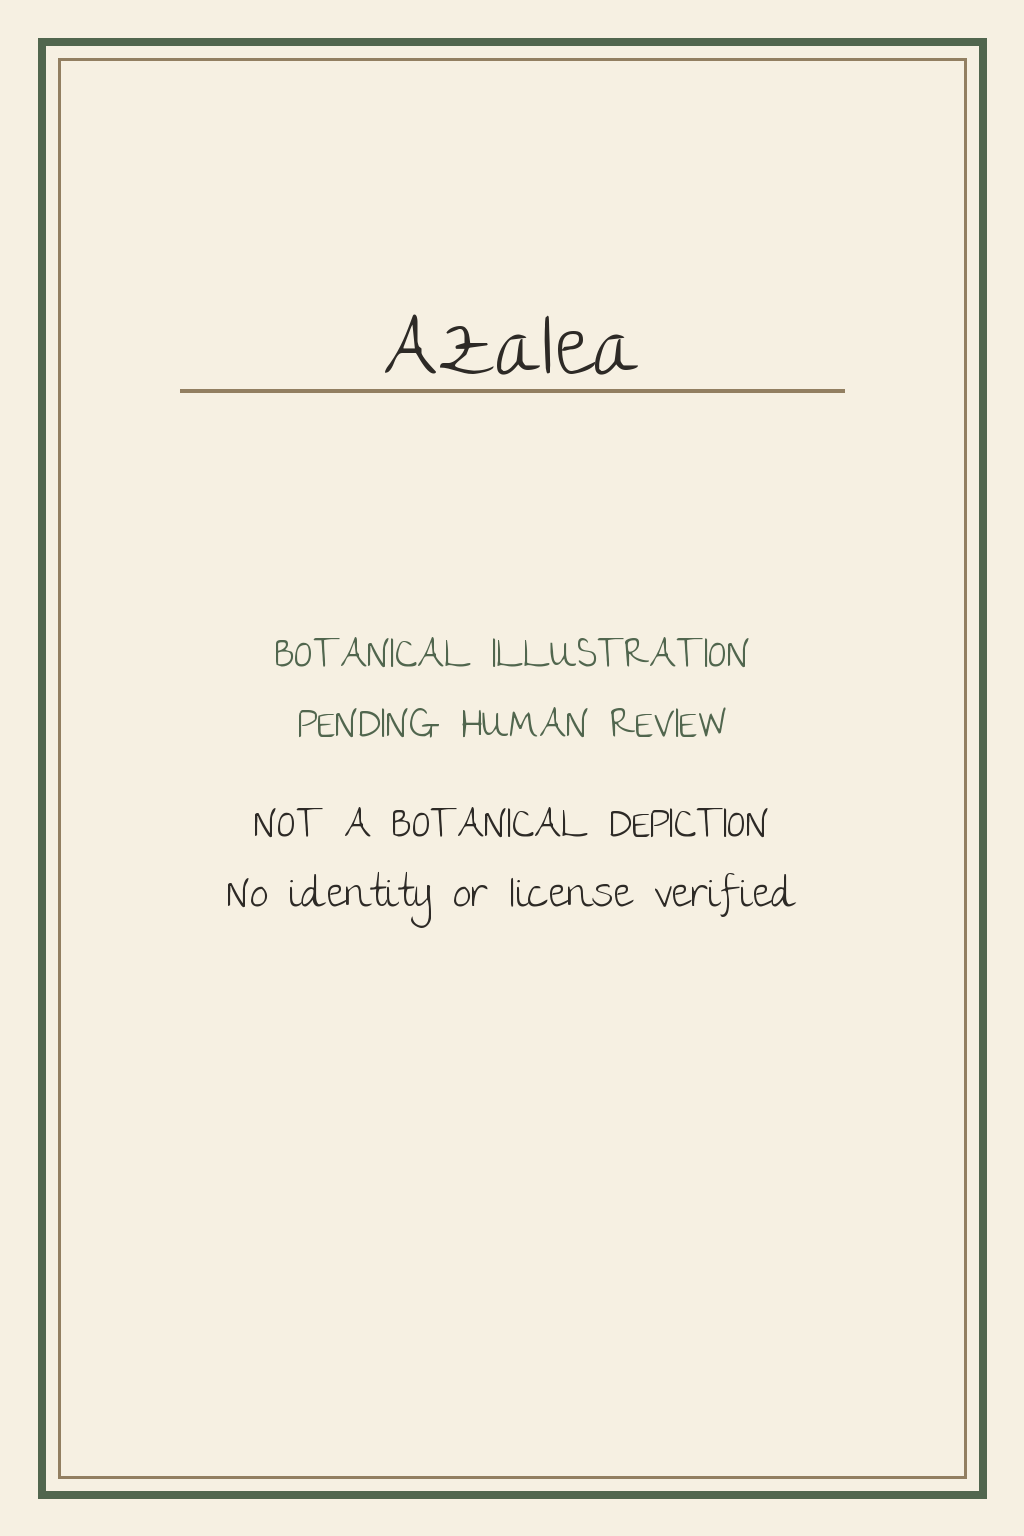 Azalea
BOTANICAL ILLUSTRATION
PENDING HUMAN REVIEW
NOT A BOTANICAL DEPICTION
No identity or license verified